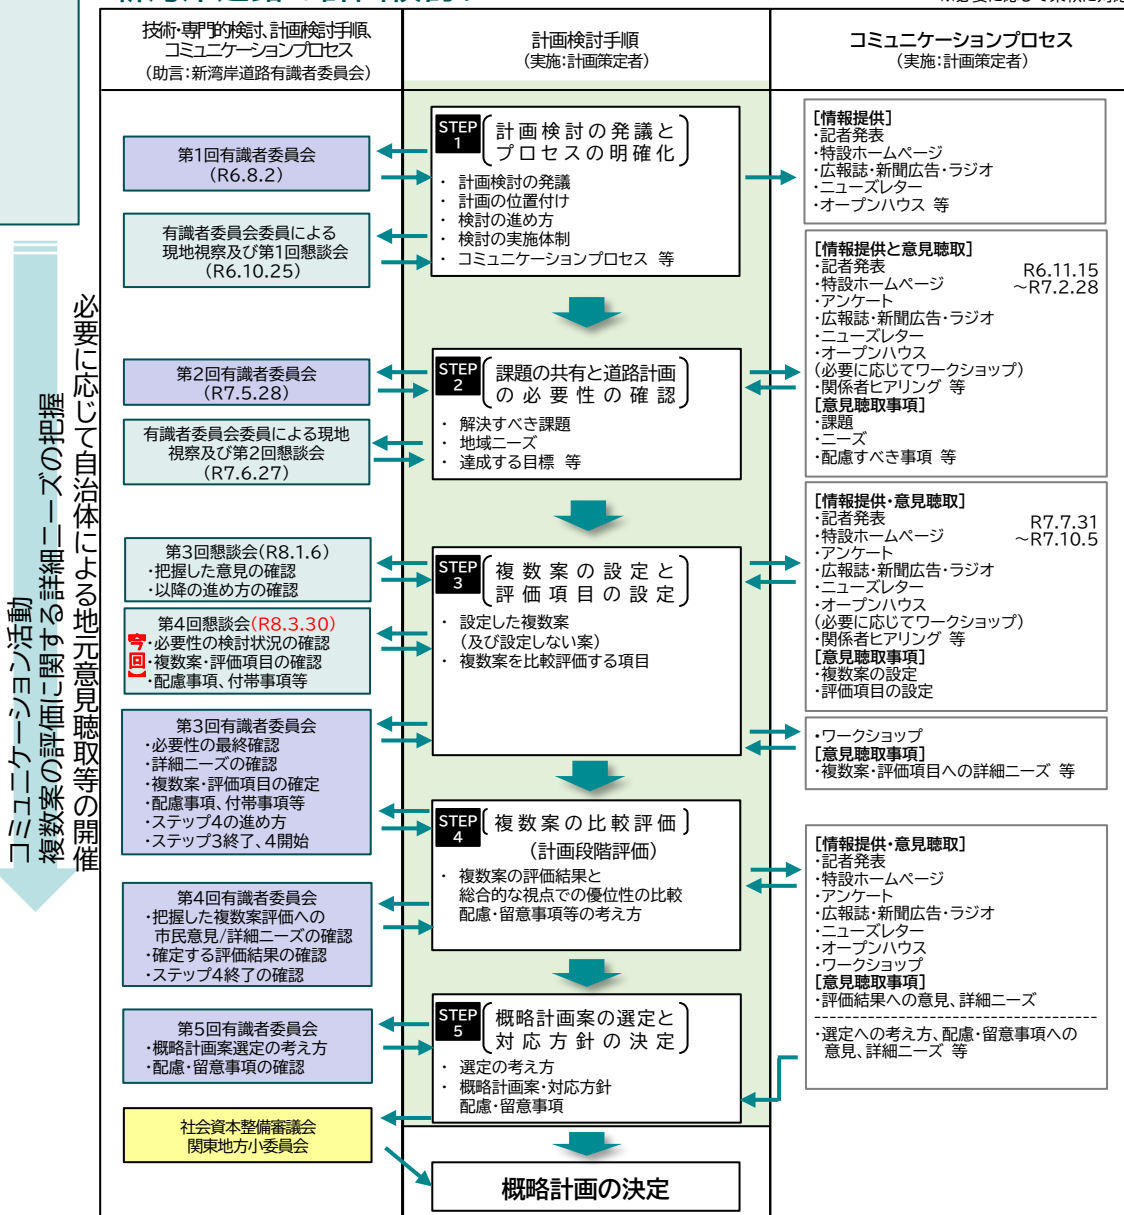 技術・専門的検討、計画検討手順、
コミュニケーションプロセス
(助言:新湾岸道路有識者委員会)
計画検討手順
(実施:計画策定者)
コミュニケーションプロセス
(実施:計画策定者)
第1回有識者委員会
(R6.8.2)
有識者委員会委員による
現地視察及び第1回懇談会
(R6.10.25)
STEP
1
計画検討の発議と
プロセスの明確化
・ 計画検討の発議
・ 計画の位置付け
・ 検討の進め方
・ 検討の実施体制
・ コミュニケーションプロセス 等
[情報提供]
・記者発表
・特設ホームページ
・広報誌・新聞広告・ラジオ
・ニューズレター
・オープンハウス 等
[情報提供と意見聴取]
・記者発表
・特設ホームページ
R6.11.15
~R7.2.28
・アンケート
・広報誌・新聞広告・ラジオ
・ニューズレター
・オープンハウス
(必要に応じてワークショップ)
・関係者ヒアリング 等
[意見聴取事項]
・課題
・ニーズ
・配慮すべき事項 等
第2回有識者委員会
(R7.5.28)
有識者委員会委員による現地
視察及び第2回懇談会
(R7.6.27)
STEP
2
課題の共有と道路計画
の必要性の確認
・ 解決すべき課題
・ 地域ニーズ
・ 達成する目標 等
第3回懇談会(R8.1.6)
・把握した意見の確認
・以降の進め方の確認
第4回懇談会(R8.3.30)
・必要性の検討状況の確認
・複数案・評価項目の確認
・配慮事項、付帯事項等
今回】
STEP
3
複数案の設定と
評価項目の設定
・ 設定した複数案
(及び設定しない案)
・ 複数案を比較評価する項目
[情報提供・意見聴取]
・記者発表
・特設ホームページ
R7.7.31
~R7.10.5
・アンケート
・広報誌・新聞広告・ラジオ
・ニューズレター
・オープンハウス
(必要に応じてワークショップ)
・関係者ヒアリング 等
[意見聴取事項]
・複数案の設定
・評価項目の設定
・ワークショップ
[意見聴取事項]
・複数案・評価項目への詳細ニーズ 等
第3回有識者委員会
・必要性の最終確認
・詳細ニーズの確認
・複数案・評価項目の確定
・配慮事項、付帯事項等
・ステップ4の進め方
・ステップ3終了、4開始
STEP
4
複数案の比較評価
(計画段階評価)
・ 複数案の評価結果と
総合的な視点での優位性の比較
配慮・留意事項等の考え方
第4回有識者委員会
・把握した複数案評価への
市民意見/詳細ニーズの確認
・確定する評価結果の確認
・ステップ4終了の確認
[情報提供・意見聴取]
・記者発表
・特設ホームページ
・アンケート
・広報誌・新聞広告・ラジオ
・ニューズレター
・オープンハウス
・ワークショップ
[意見聴取事項]
・評価結果への意見、詳細ニーズ
・選定への考え方、配慮・留意事項への
意見、詳細ニーズ 等
第5回有識者委員会
・概略計画案選定の考え方
・配慮・留意事項の確認
STEP
5
概略計画案の選定と
対応方針の決定
・ 選定の考え方
・ 概略計画案・対応方針
配慮・留意事項
社会資本整備審議会
関東地方小委員会
概略計画の決定
必要に応じて自治体による地元意見聴取等の開催
複数案の評価に関する詳細ニーズの把握
コミュニケーション活動